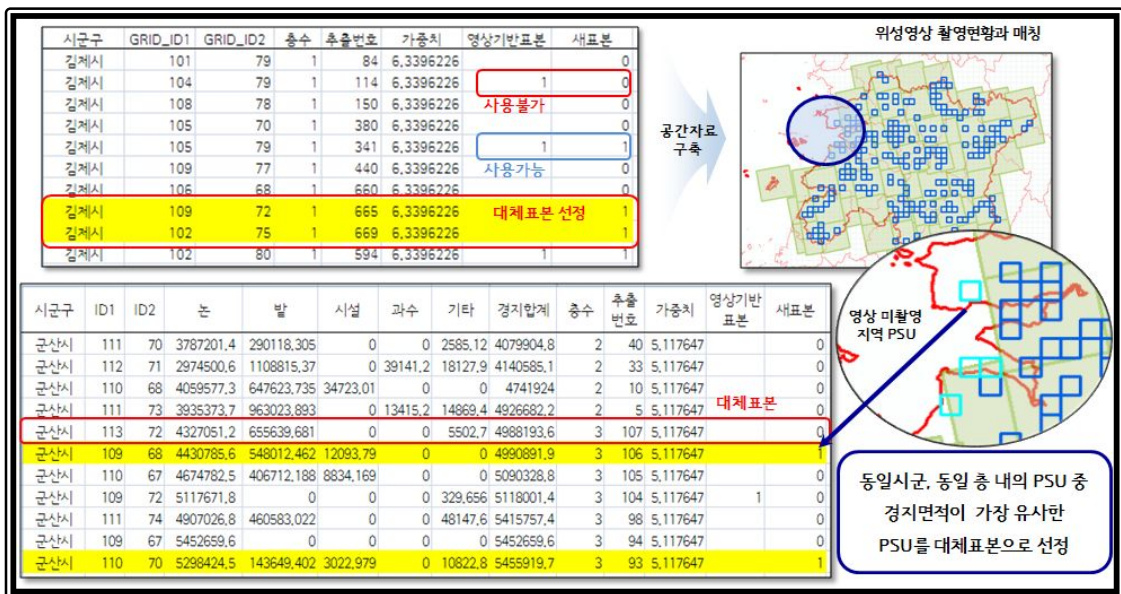 시군구 GRID_ID1 GRID_ID2 층수 추출번호 가중치 영상기반표본 새표본
김제시 101 79 1 84 6,3396226 0
김제시 104 79 1 114 6,3396226 1 0
김제시 108 78 1 150 6,3396226 0
사용불가
김제시 105 70 1 380 6,3396226 0
김제시 105 79 1 341 6,3396226 1 1
김제시 109 77 1 440 6,3396226 0
사용가능
김제시 106 68 1 660 6,3396226 0
김제시 109 72 1 665 6,3396226 1
대체표본 선정
김제시 102 75 1 669 6,3396226 1
김제시 102 80 1 594 6,3396226 1 1
공간자료
구축
위성영상 촬영현황과 매칭
시군구 ID1 ID2 논 밭 시설 과수 기타 경지합계 층수 추출번호 가중치 영상기반표본 새표본
군산시 111 70 3787201,4 290118,305 0 0 2585,12 4079904,8 2 40 5,117647 0
군산시 112 71 2974500,6 1108815,37 0 39141,2 18127,9 4140585,1 2 33 5,117647 0
군산시 110 68 4059577,3 647623,735 34723,01 0 0 4741924 2 10 5,117647 0
군산시 111 73 3935373,7 963023,893 0 13415,2 14869,4 4926682,2 2 5 5,117647 0
대체표본
군산시 113 72 4327051,2 655639,681 0 0 5502,7 4988193,6 3 107 5,117647 0
군산시 109 68 4430785,6 548012,462 12093,79 0 0 4990891,9 3 106 5,117647 1
군산시 110 67 4674782,5 406712,188 8834,169 0 0 5090328,8 3 105 5,117647 0
군산시 109 72 5117671,8 0 0 0 329,656 5118001,4 3 104 5,117647 1 0
군산시 111 74 4907026,8 460583,022 0 0 48147,6 5415757,4 3 98 5,117647 0
군산시 109 67 5452659,6 0 0 0 0 5452659,6 3 94 5,117647 0
군산시 110 70 5298424,5 143649,402 3022,979 0 10822,8 5455919,7 3 93 5,117647 1
영상 미촬영
지역 PSU
동일시군, 동일 층 내의 PSU 중
경지면적이 가장 유사한
PSU를 대체표본으로 선정